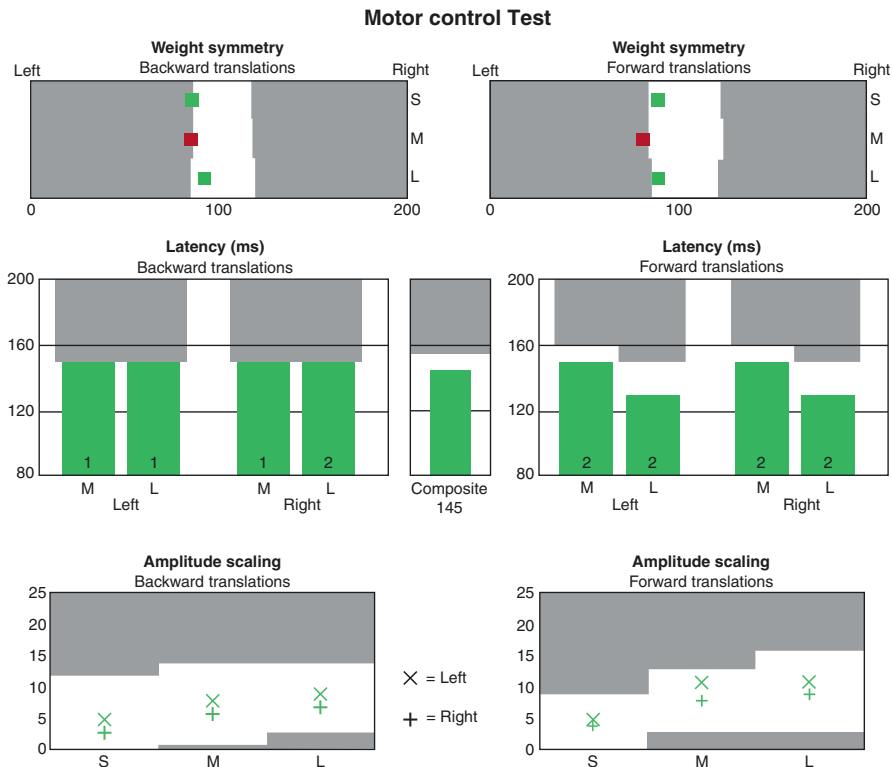 Motor control Test
Weight symmetry
Backward translations
Left Right
S
M
L
0 100 200
Weight symmetry
Forward translations
Left Right
S
M
L
0 100 200
Latency (ms)
Backward translations
200
160
120
80
1 1 1 2
M L M L
Left Right
Composite
145
Latency (ms)
Forward translations
200
160
120
80
2 2 2 2
M L M L
Left Right
Amplitude scaling
Backward translations
25
20
15
10
5
0
S M L
× = Left
+ = Right
Amplitude scaling
Forward translations
25
20
15
10
5
0
S M L